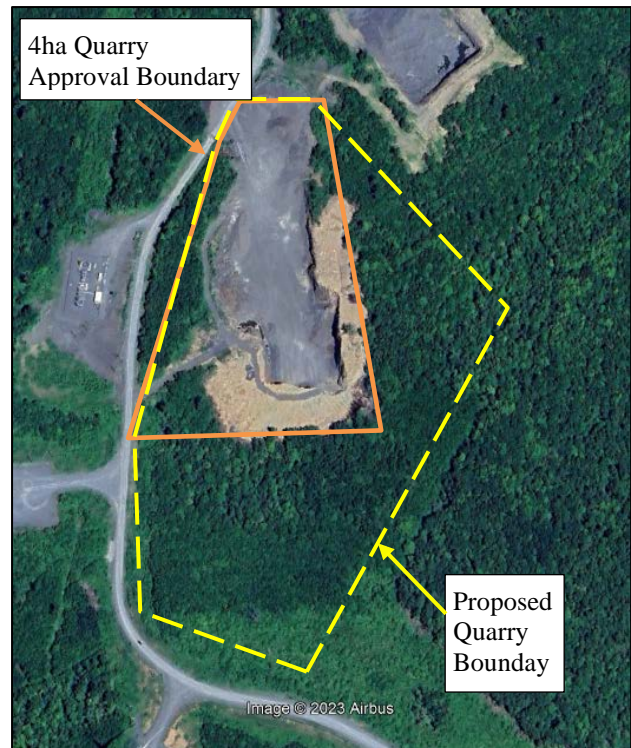 4ha Quarry
Approval Boundary
Proposed
Quarry
Bounday
Image © 2023 Airbus